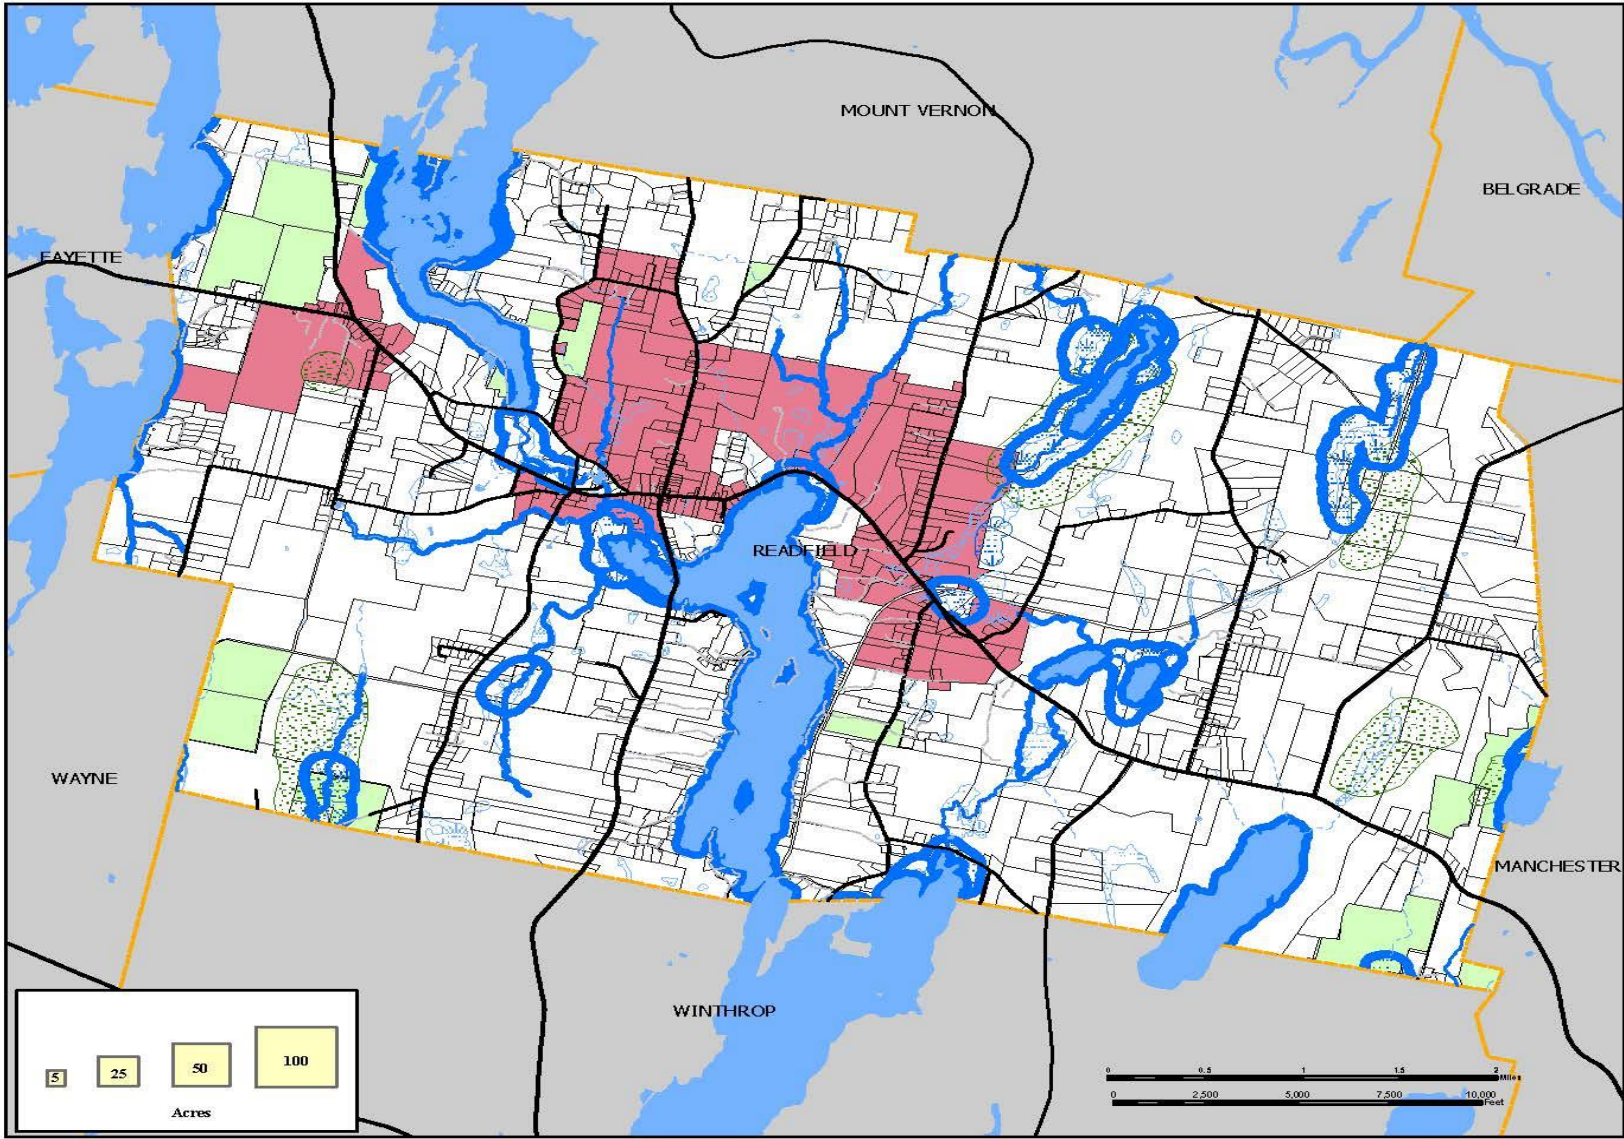 MOUNT VERNON
BELGRADE
FAYETTE
READFIELD
WAYNE
MANCHESTER
WINTHROP
5
25
50
100
Acres
0 0.5 1 1.5 2
Miles
0 2,500 5,000 7,500 10,000
Feet